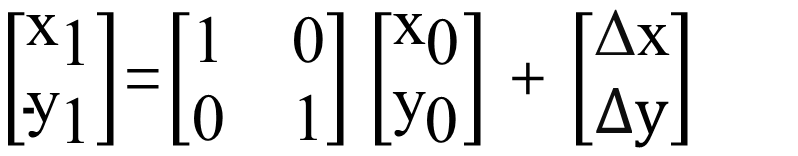 [x1] = [1 0] [x0] + [Δx]
[-y1] [0 1] [y0] [Δy]